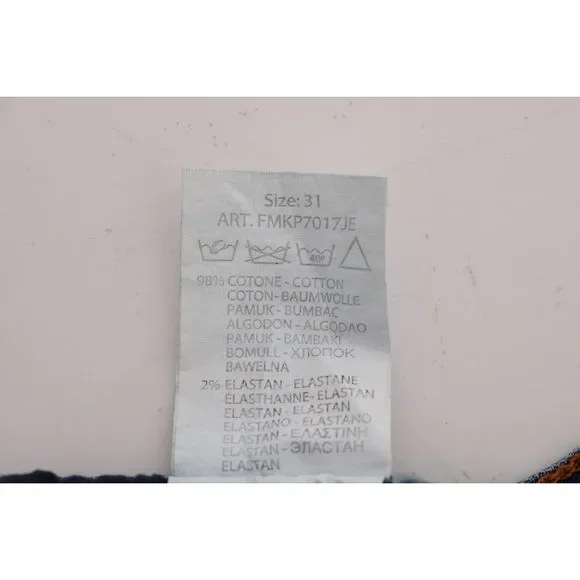 Size: 31
ART. FMKP7017JE
40°
98% COTONE - COTTON
COTON - BAUMWOLLE
PAMUK - BUMBAC
ALGODON - ALGODAO
PAMUK - BAMBAKI
BOMULL - ХЛОПОК
BAWELNA
2% ELASTAN - ELASTANE
ÉLASTHANNE - ELASTAN
ELASTAN - ELASTAN
ELASTANO - ELASTANO
ELASTAN - ΕΛΑΣΤΙΝΗ
ELASTAN - ЭЛАСТАН
ELASTAN